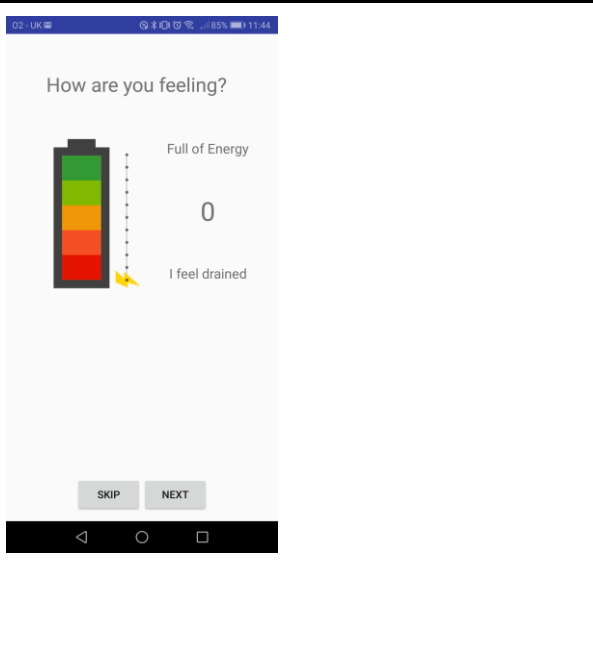 O2 - UK 85% 11:44
How are you feeling?
Full of Energy
0
I feel drained
SKIP NEXT